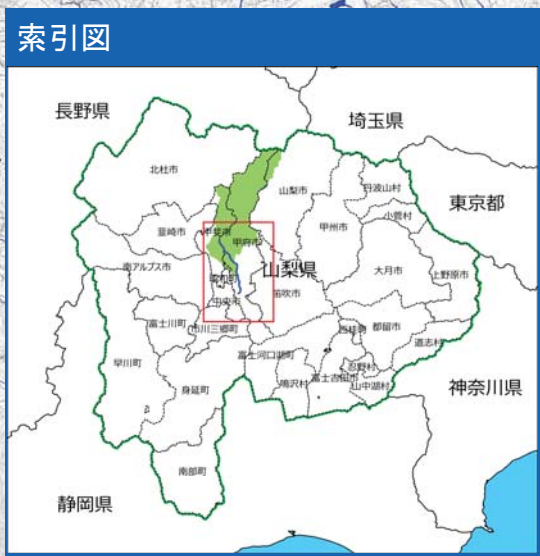 索引図
長野県
埼玉県
北杜市
山梨市
丹波山村
東京都
小菅村
甲州市
韮崎市
甲斐市
甲府市
山梨県
大月市
上野原市
南アルプス市
昭和町
笛吹市
中央市
富士川町
市川三郷町
西桂町
都留市
道志村
早川町
富士河口湖町
忍野村
鳴沢村
富士吉田市
山中湖村
身延町
神奈川県
南部町
静岡県